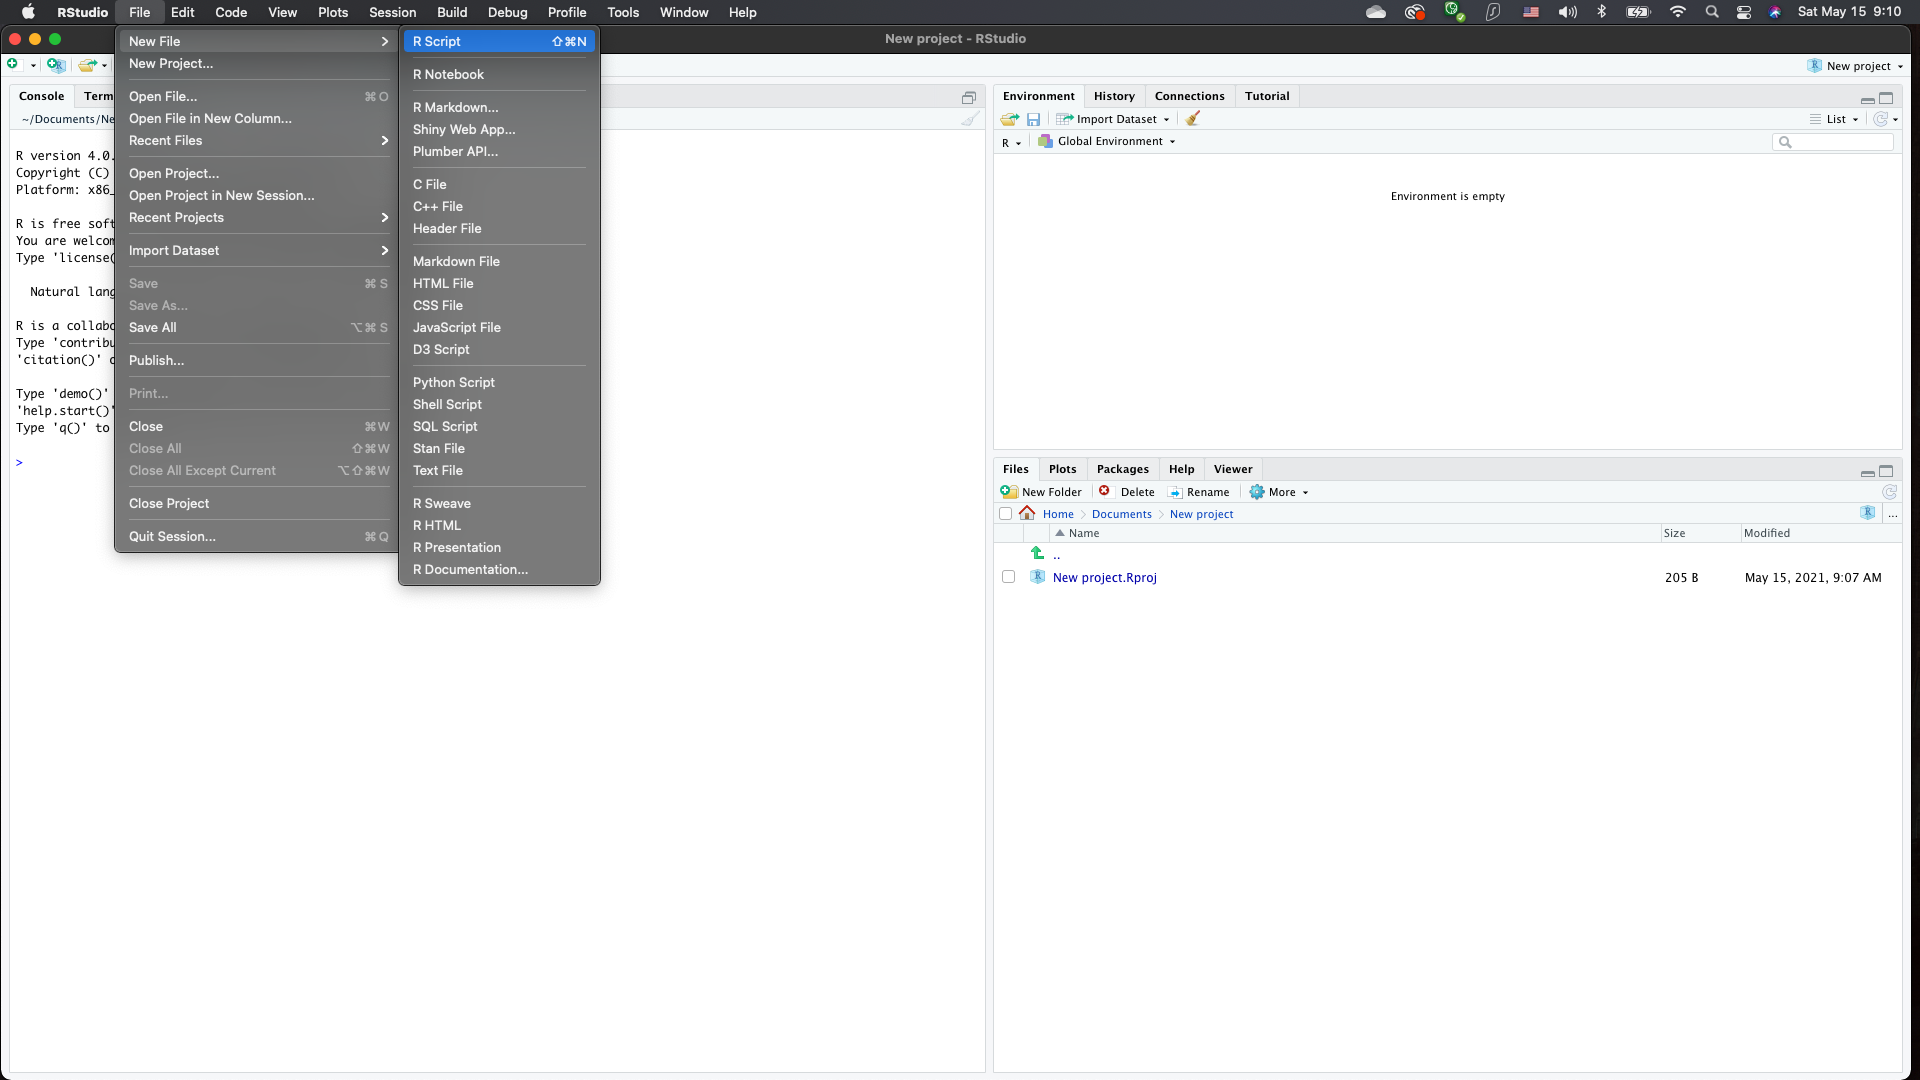 RStudio File Edit Code View Plots Session Build Debug Profile Tools Window Help Sat May 15 9:10
New project - RStudio
New project
Console Term
~/Documents/Ne
R version 4.0.
Copyright (C)
Platform: x86_
R is free soft
You are welcom
Type 'license(
Natural lang
R is a collabo
Type 'contribu
'citation()' o
Type 'demo()'
'help.start()'
Type 'q()' to
>
New File
New Project...
Open File... ⌘O
Open File in New Column...
Recent Files
Open Project...
Open Project in New Session...
Recent Projects
Import Dataset
Save ⌘S
Save As...
Save All ⌥⌘S
Publish...
Print...
Close ⌘W
Close All ⇧⌘W
Close All Except Current ⌥⇧⌘W
Close Project
Quit Session... ⌘Q
R Script ⇧⌘N
R Notebook
R Markdown...
Shiny Web App...
Plumber API...
C File
C++ File
Header File
Markdown File
HTML File
CSS File
JavaScript File
D3 Script
Python Script
Shell Script
SQL Script
Stan File
Text File
R Sweave
R HTML
R Presentation
R Documentation...
Environment History Connections Tutorial
Import Dataset List
R Global Environment
Environment is empty
Files Plots Packages Help Viewer
New Folder Delete Rename More
Home Documents New project ...
Name Size Modified
..
New project.Rproj 205 B May 15, 2021, 9:07 AM